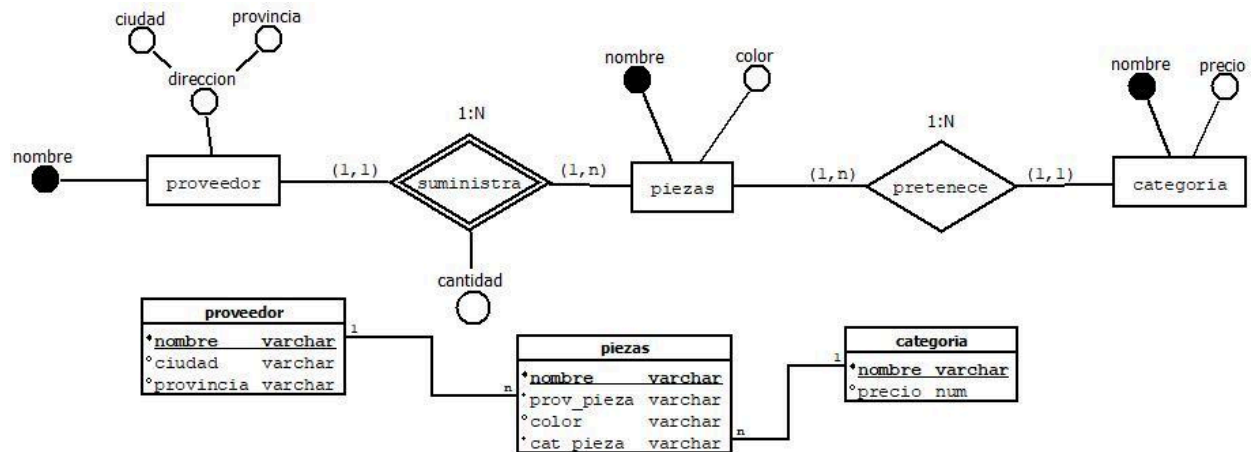 ciudad
provincia
direccion
nombre
proveedor
(1,1)
1:N
suministra
(1,n)
cantidad
nombre
color
piezas
(1,n)
1:N
pretenece
(1,1)
nombre
precio
categoria
proveedor
nombre varchar
ciudad varchar
provincia varchar
1
n
piezas
nombre varchar
prov_pieza varchar
color varchar
cat_pieza varchar
n
1
categoria
nombre varchar
precio num